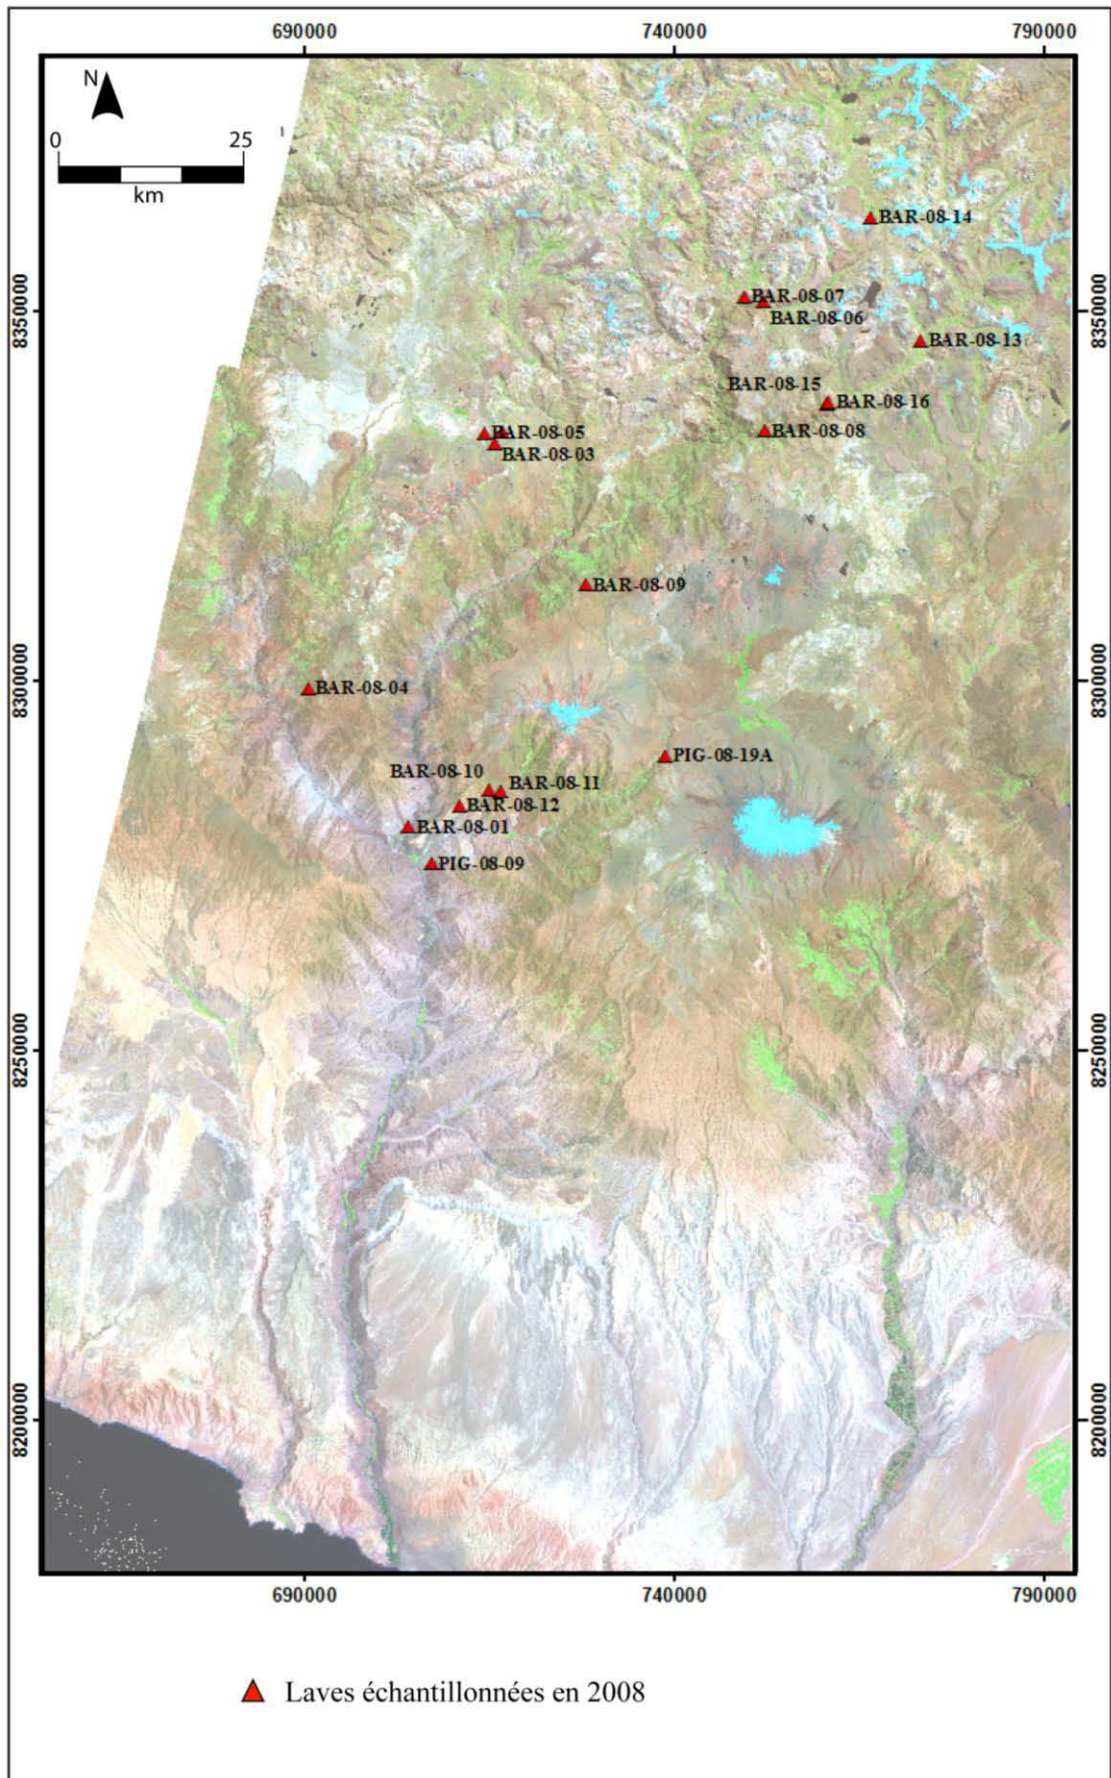 690000
740000
790000
N
0
25
km
BAR-08-14
8350000
8350000
BAR-08-07
BAR-08-06
BAR-08-13
BAR-08-15
BAR-08-16
BAR-08-05
BAR-08-08
BAR-08-03
BAR-08-09
8300000
8300000
BAR-08-04
PIG-08-19A
BAR-08-10
BAR-08-11
BAR-08-12
BAR-08-01
PIG-08-09
8250000
8250000
8200000
8200000
690000
740000
790000
Laves échantillonnées en 2008